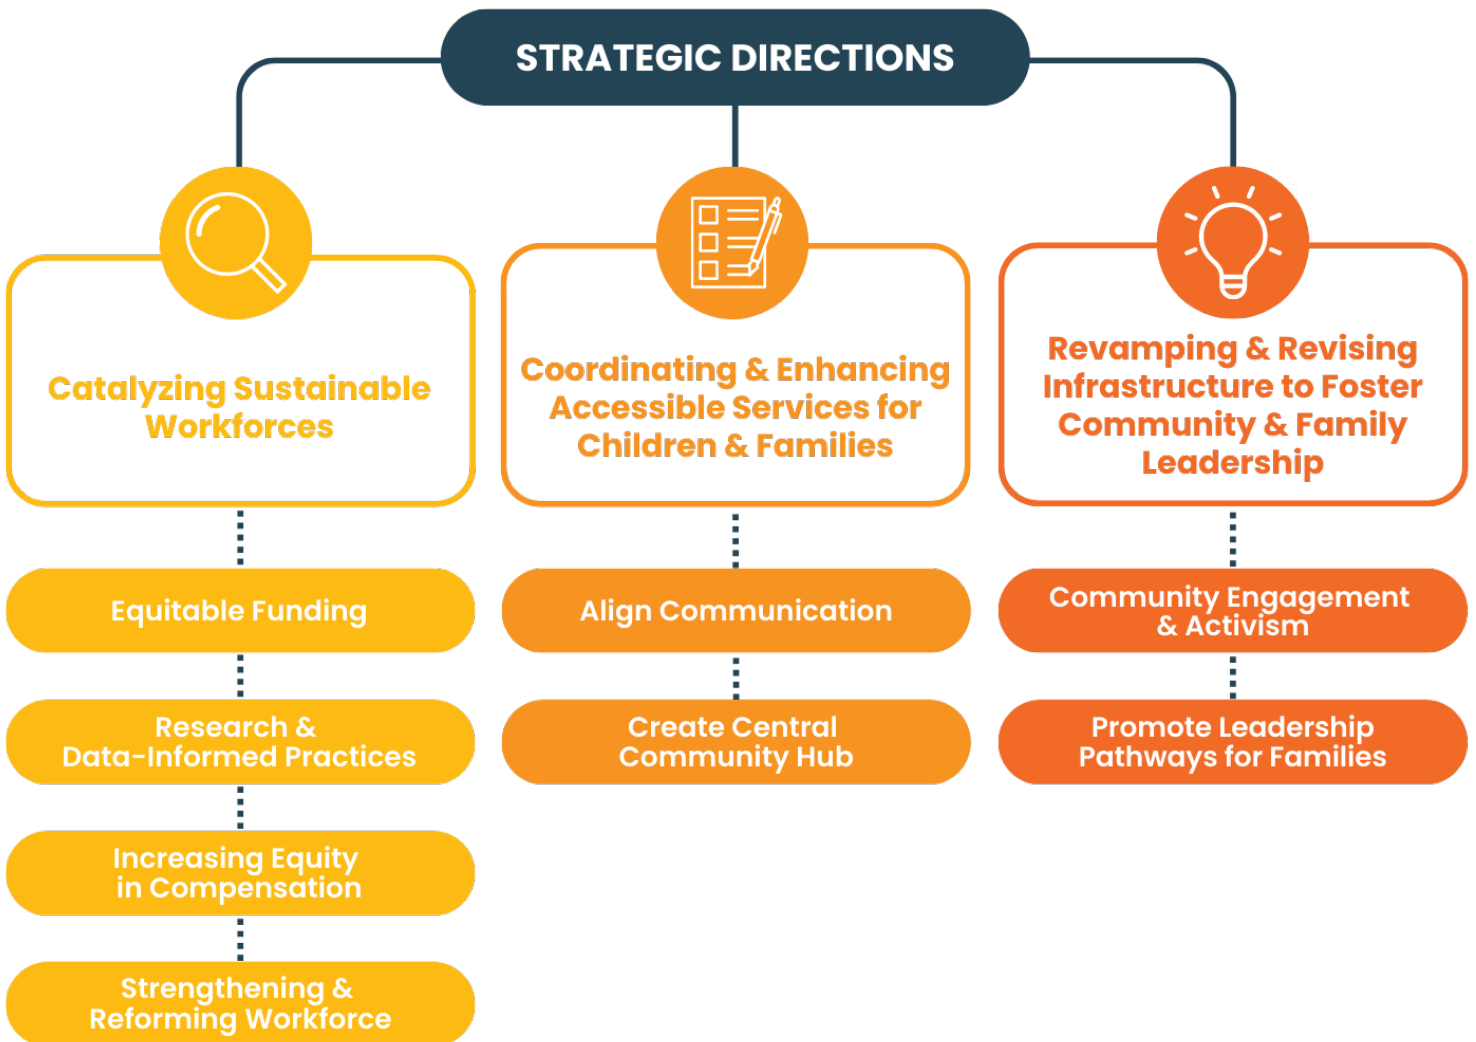 STRATEGIC DIRECTIONS
Catalyzing Sustainable
Workforces
Equitable Funding
Research &
Data-Informed Practices
Increasing Equity
in Compensation
Strengthening &
Reforming Workforce
Coordinating & Enhancing
Accessible Services for
Children & Families
Align Communication
Create Central
Community Hub
Revamping & Revising
Infrastructure to Foster
Community & Family
Leadership
Community Engagement
& Activism
Promote Leadership
Pathways for Families